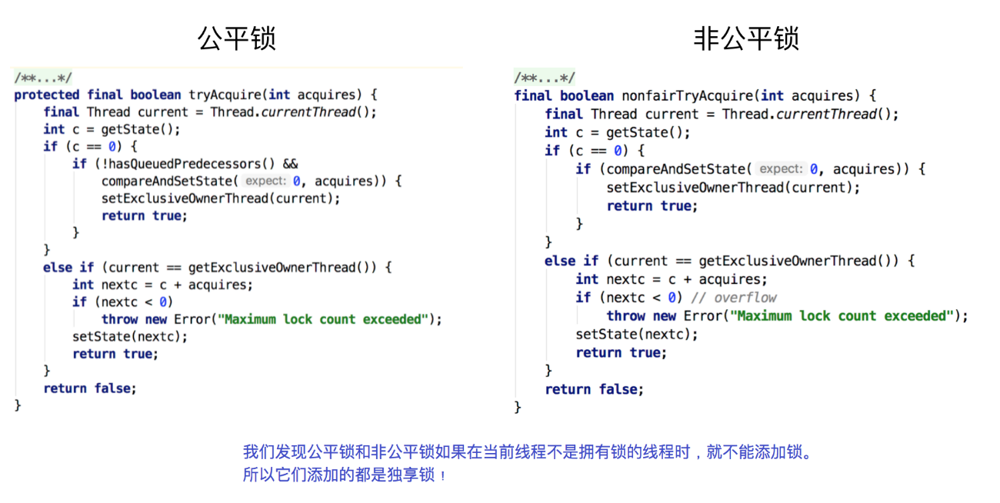 公平锁
/**...*/
protected final boolean tryAcquire(int acquires) {
final Thread current = Thread.currentThread();
int c = getState();
if (c == 0) {
if (!hasQueuedPredecessors() &&
compareAndSetState( expect: 0, acquires)) {
setExclusiveOwnerThread(current);
return true;
}
}
else if (current == getExclusiveOwnerThread()) {
int nextc = c + acquires;
if (nextc < 0)
throw new Error("Maximum lock count exceeded");
setState(nextc);
return true;
}
return false;
}
非公平锁
/**...*/
final boolean nonfairTryAcquire(int acquires) {
final Thread current = Thread.currentThread();
int c = getState();
if (c == 0) {
if (compareAndSetState( expect: 0, acquires)) {
setExclusiveOwnerThread(current);
return true;
}
}
else if (current == getExclusiveOwnerThread()) {
int nextc = c + acquires;
if (nextc < 0) // overflow
throw new Error("Maximum lock count exceeded");
setState(nextc);
return true;
}
return false;
}
我们发现公平锁和非公平锁如果在当前线程不是拥有锁的线程时，就不能添加锁。
所以它们添加的都是独享锁！